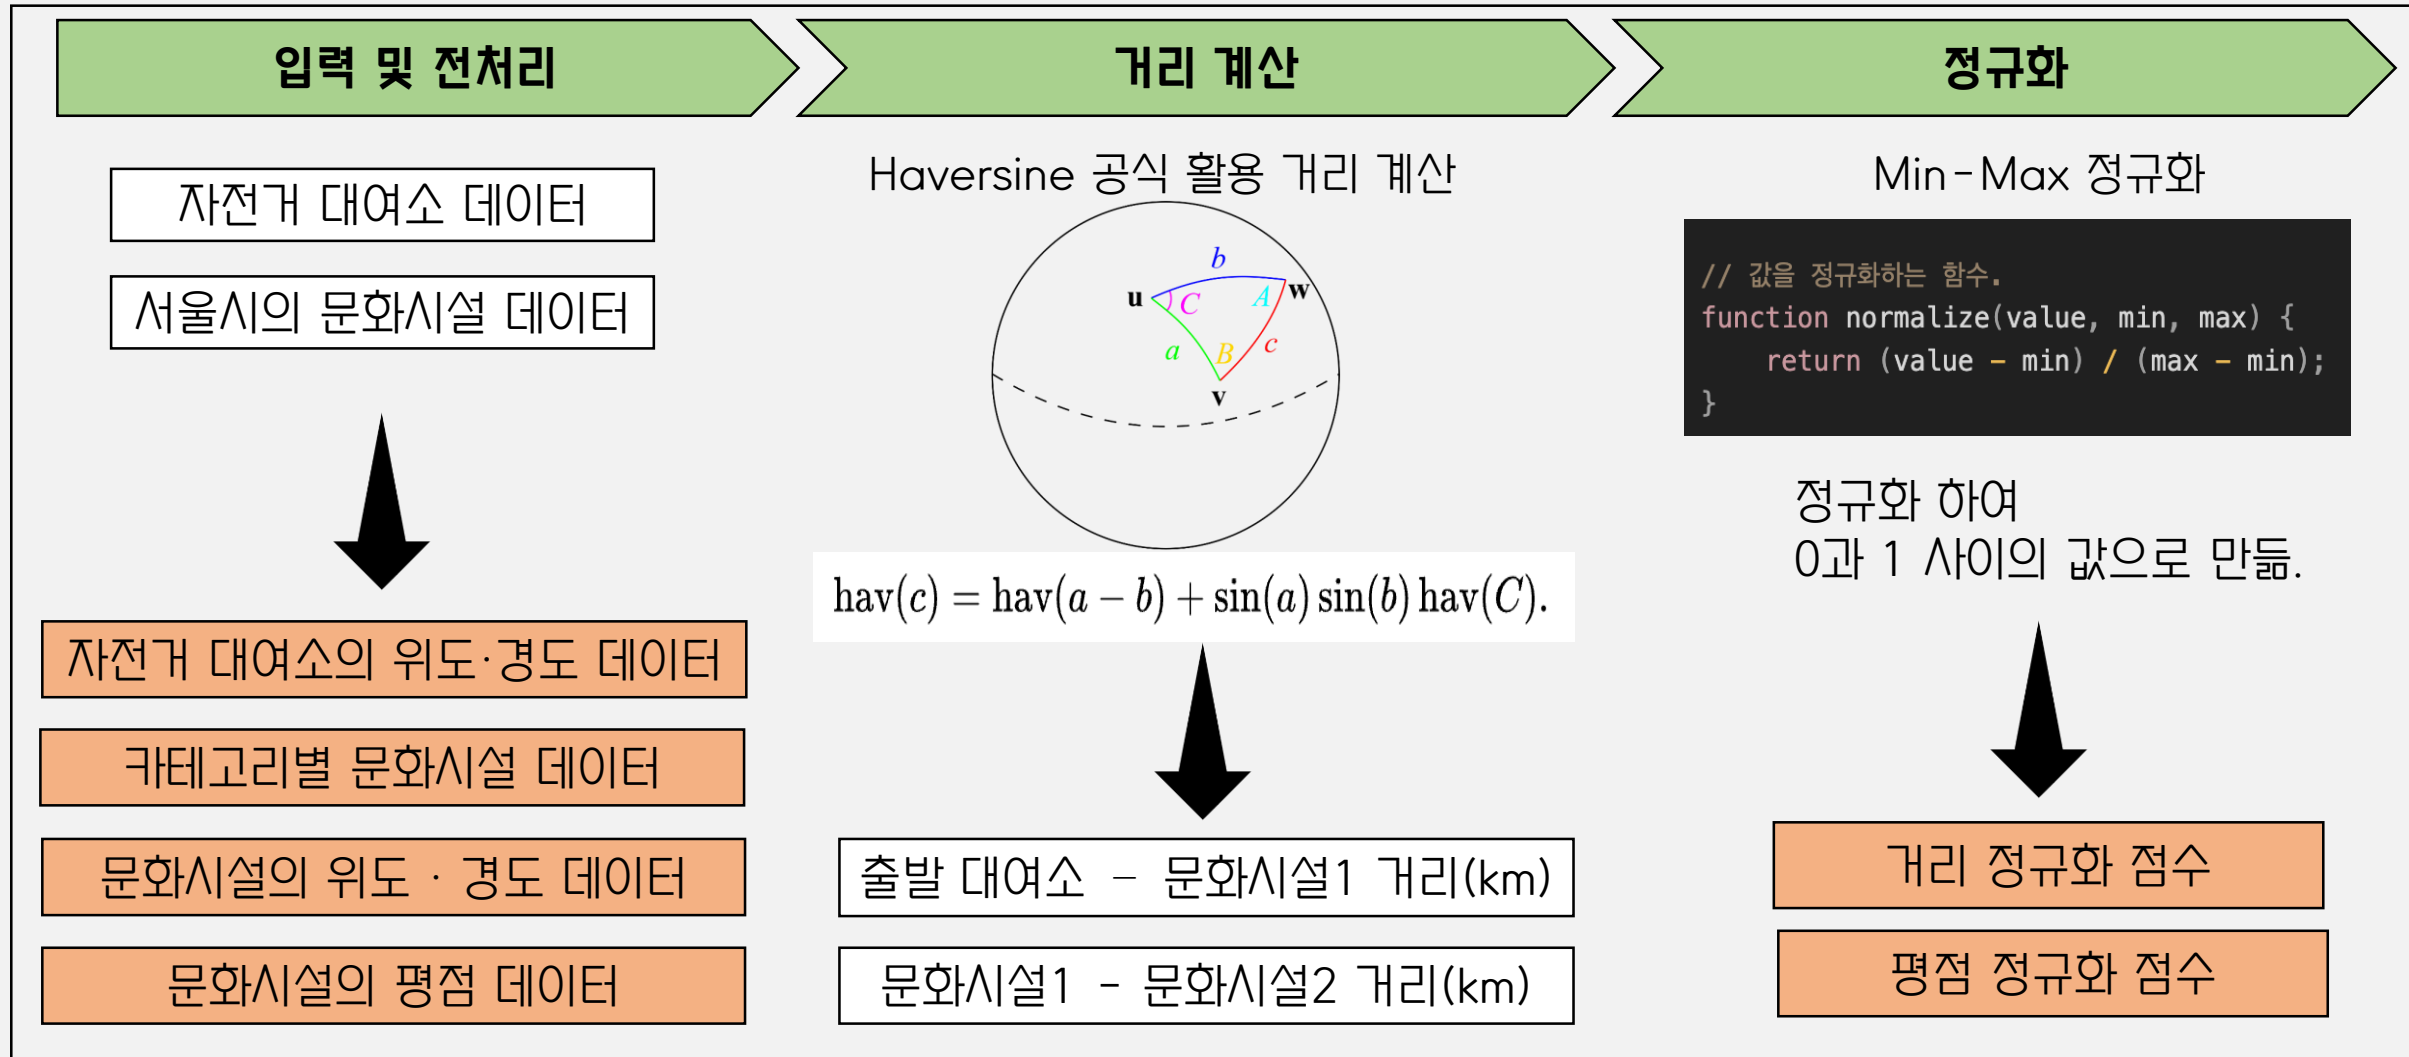 입력 및 전처리
자전거 대여소 데이터
서울시의 문화시설 데이터
자전거 대여소의 위도·경도 데이터
카테고리별 문화시설 데이터
문화시설의 위도 · 경도 데이터
문화시설의 평점 데이터
거리 계산
Haversine 공식 활용 거리 계산
b
u C A w
a B c
v
hav(c) = hav(a − b) + sin(a) sin(b) hav(C).
출발 대여소 – 문화시설1 거리(km)
문화시설1 - 문화시설2 거리(km)
정규화
Min-Max 정규화
// 값을 정규화하는 함수.
function normalize(value, min, max) {
    return (value - min) / (max - min);
}
정규화 하여
0과 1 사이의 값으로 만듦.
거리 정규화 점수
평점 정규화 점수